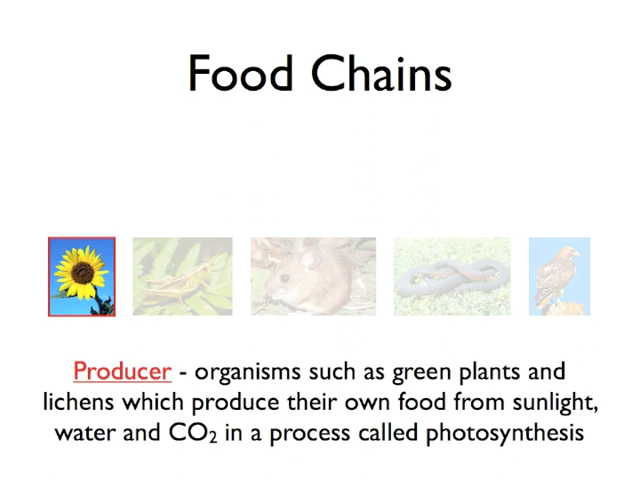 Food Chains
Producer - organisms such as green plants and
lichens which produce their own food from sunlight,
water and CO₂ in a process called photosynthesis